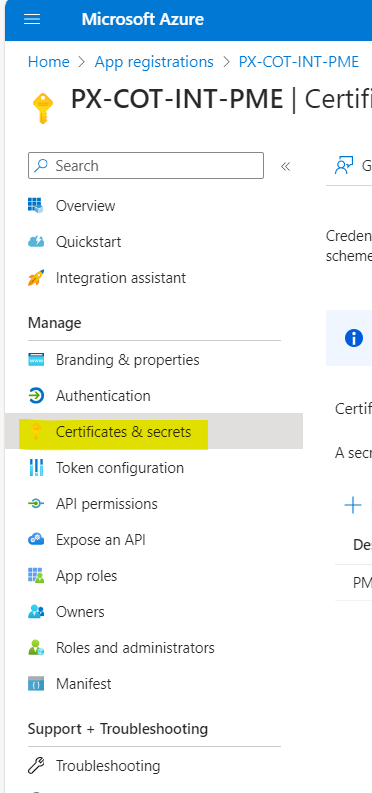 Microsoft Azure
Home > App registrations > PX-COT-INT-PME
PX-COT-INT-PME | Certifi
Search «
G
Overview
Quickstart
Integration assistant
Creden
scheme
Manage
Branding & properties
Authentication
Certifi
Certificates & secrets
A secr
Token configuration
API permissions
Expose an API
De
App roles
PM
Owners
Roles and administrators
Manifest
Support + Troubleshooting
Troubleshooting